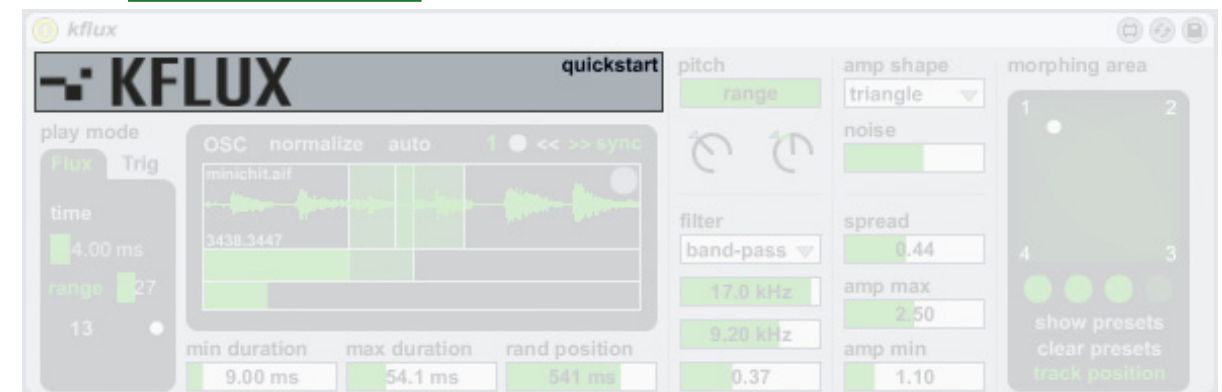 kflux
KFLUX
quickstart
play mode
Flux Trig
time
4.00 ms
range 27
13
OSC normalize auto 1 << >> sync
minichit.aif
3438.3447
min duration max duration rand position
9.00 ms 54.1 ms 541 ms
pitch
range
filter
band-pass
17.0 kHz
9.20 kHz
0.37
amp shape
triangle
noise
spread
0.44
amp max
2.50
amp min
1.10
morphing area
1 2
4 3
show presets
clear presets
track position